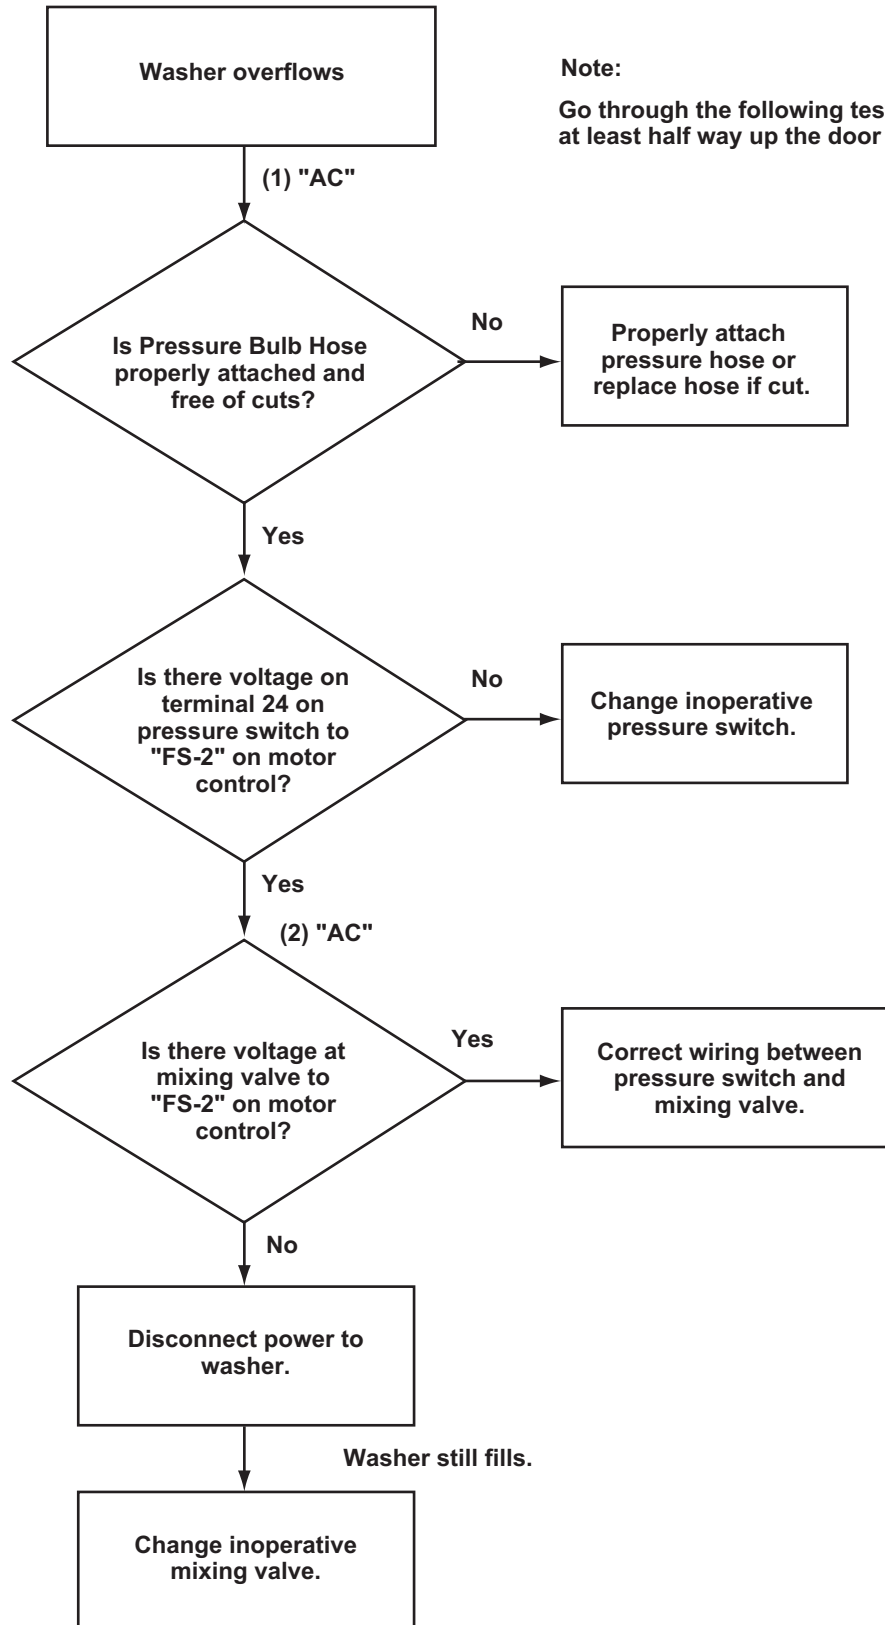 Washer overflows
Note:
Go through the following tes
at least half way up the door
(1) "AC"
Is Pressure Bulb Hose
properly attached and
free of cuts?
No
Properly attach
pressure hose or
replace hose if cut.
Yes
Is there voltage on
terminal 24 on
pressure switch to
"FS-2" on motor
control?
No
Change inoperative
pressure switch.
Yes
(2) "AC"
Is there voltage at
mixing valve to
"FS-2" on motor
control?
Yes
Correct wiring between
pressure switch and
mixing valve.
No
Disconnect power to
washer.
Washer still fills.
Change inoperative
mixing valve.